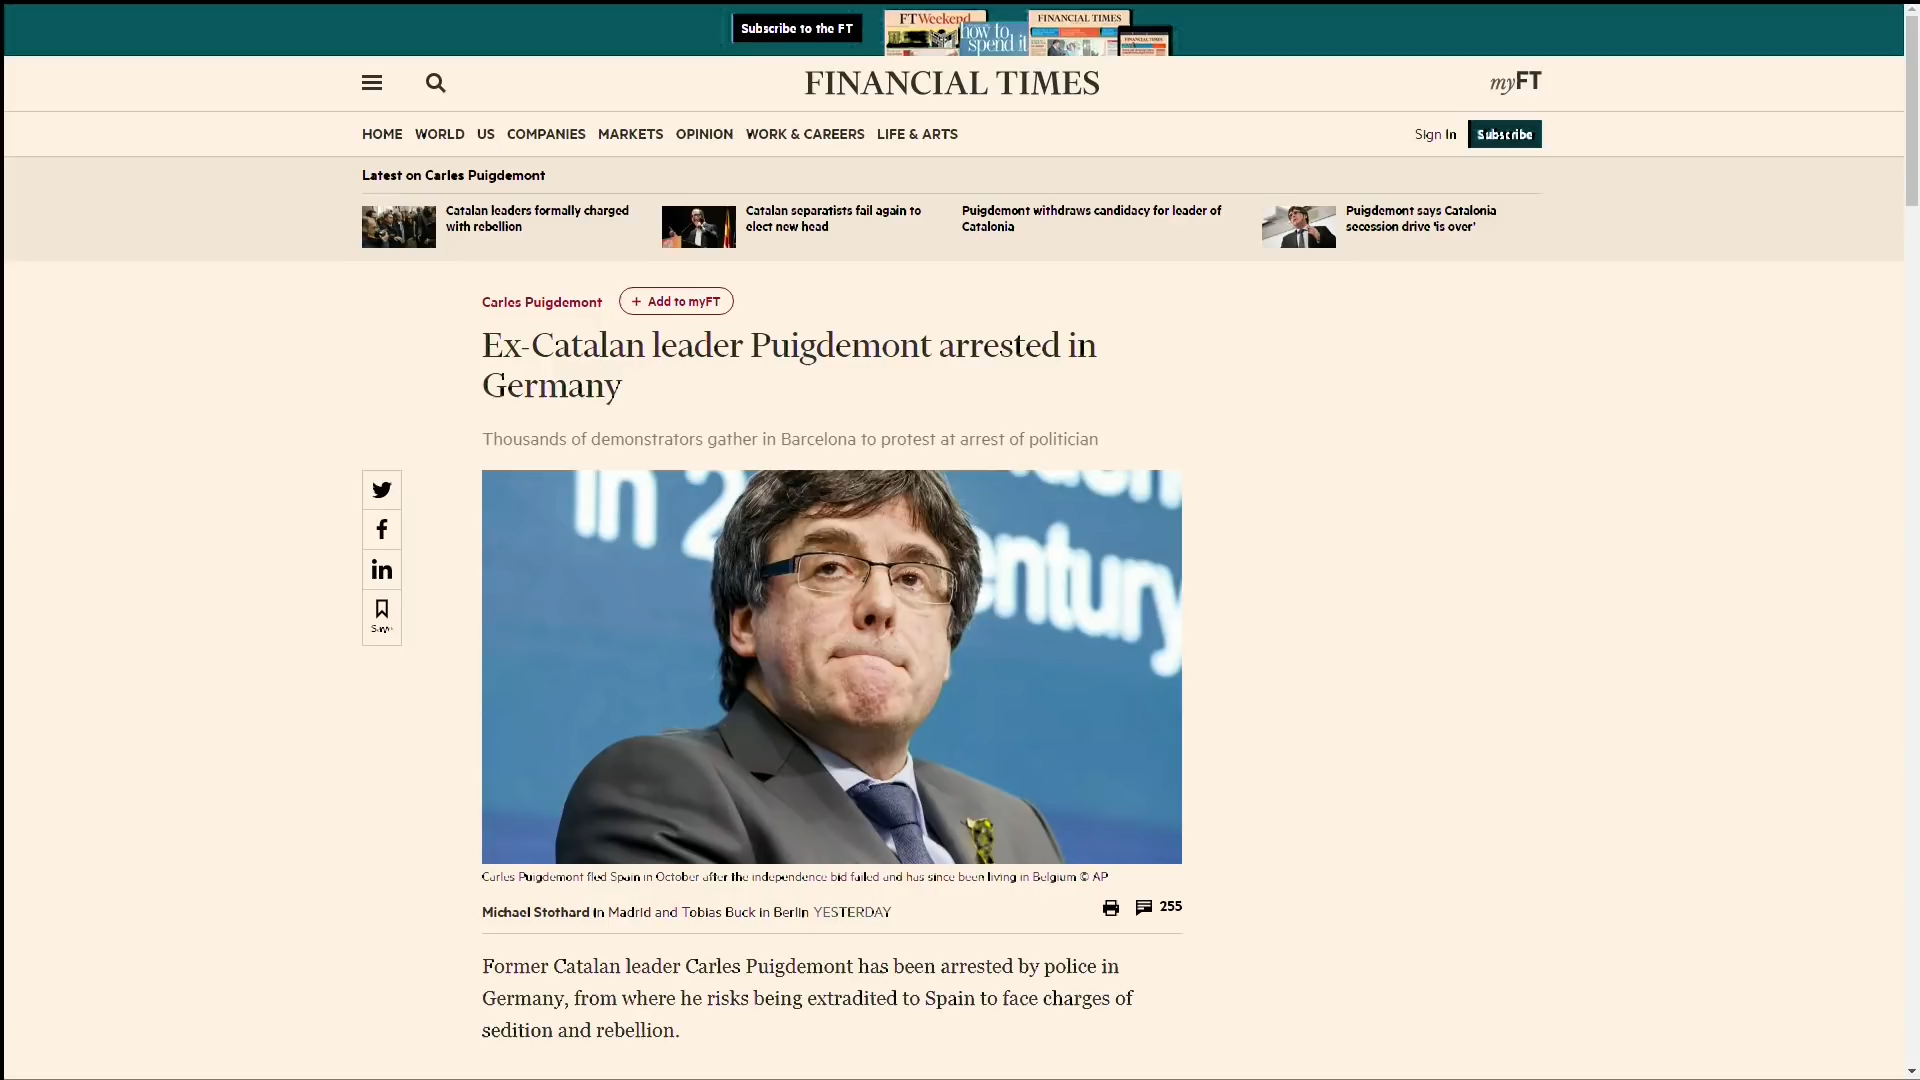 Subscribe to the FT
FTWeekend
how to
spend it
FINANCIAL TIMES
FINANCIAL TIMES
FINANCIAL TIMES
myFT
HOME WORLD US COMPANIES MARKETS OPINION WORK & CAREERS LIFE & ARTS
Sign In Subscribe
Latest on Carles Puigdemont
Catalan leaders formally charged
with rebellion
Catalan separatists fail again to
elect new head
Puigdemont withdraws candidacy for leader of
Catalonia
Puigdemont says Catalonia
secession drive 'is over'
Carles Puigdemont + Add to myFT
Ex-Catalan leader Puigdemont arrested in
Germany
Thousands of demonstrators gather in Barcelona to protest at arrest of politician
Save
In 2
entury
Carles Puigdemont fled Spain in October after the independence bid failed and has since been living in Belgium © AP
Michael Stothard in Madrid and Tobias Buck in Berlin YESTERDAY
255
Former Catalan leader Carles Puigdemont has been arrested by police in
Germany, from where he risks being extradited to Spain to face charges of
sedition and rebellion.